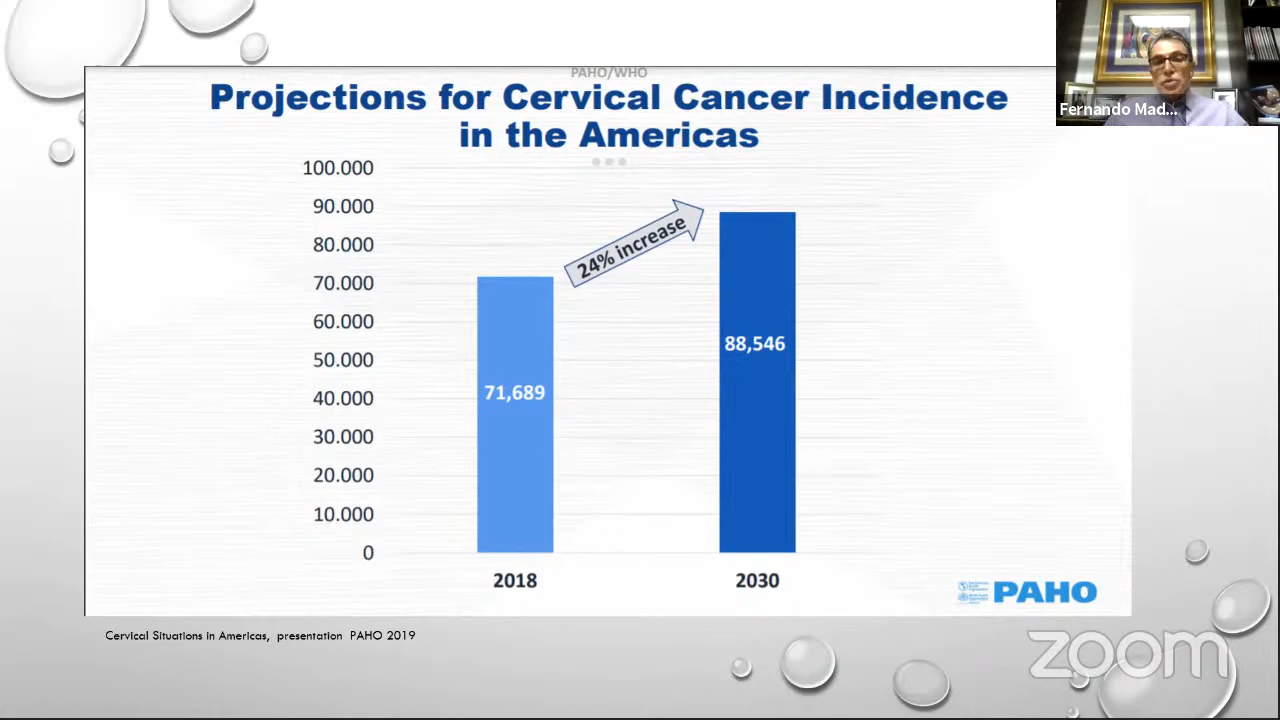 PAHO/WHO
Projections for Cervical Cancer Incidence
in the Americas
Fernando Mad...
100.000
90.000
80.000
70.000
60.000
50.000
40.000
30.000
20.000
10.000
0
24% increase
71,689
88,546
2018
2030
PAHO
Cervical Situations in Americas, presentation PAHO 2019
zoom